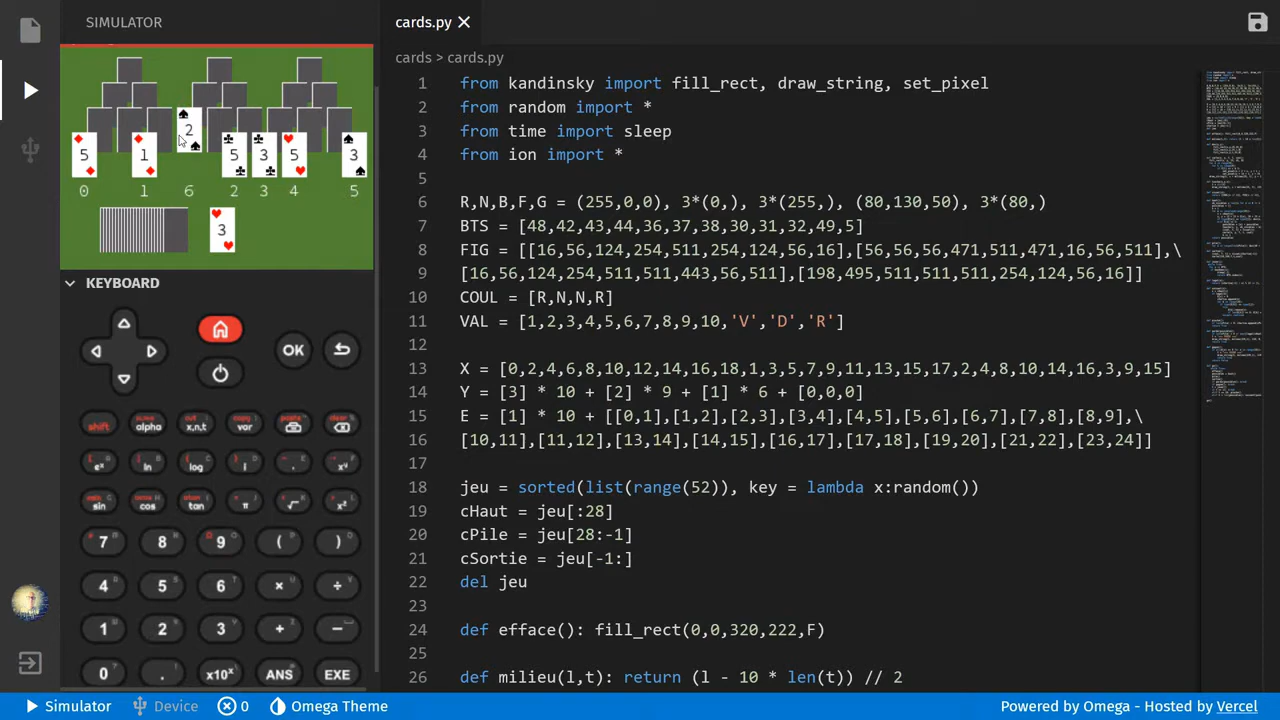 SIMULATOR
cards.py
cards > cards.py
2
5 1 5 3 5 3
0 1 6 2 3 4 5
3
KEYBOARD
OK
shift alpha x,n,t var
eˣ ln log i , xʸ
sin cos tan π √ x²
7 8 9 ( )
4 5 6 × ÷
1 2 3 + −
0 . ×10ˣ ANS EXE
1 from kandinsky import fill_rect, draw_string, set_pixel
2 from random import *
3 from time import sleep
4 from ion import *
5
6 R,N,B,F,G = (255,0,0), 3*(0,), 3*(255,), (80,130,50), 3*(80,)
7 BTS = [48,42,43,44,36,37,38,30,31,32,49,5]
8 FIG = [[16,56,124,254,511,254,124,56,16],[56,56,56,471,511,471,16,56,511],\
9 [16,56,124,254,511,511,443,56,511],[198,495,511,511,511,254,124,56,16]]
10 COUL = [R,N,N,R]
11 VAL = [1,2,3,4,5,6,7,8,9,10,'V','D','R']
12
13 X = [0,2,4,6,8,10,12,14,16,18,1,3,5,7,9,11,13,15,17,2,4,8,10,14,16,3,9,15]
14 Y = [3] * 10 + [2] * 9 + [1] * 6 + [0,0,0]
15 E = [1] * 10 + [[0,1],[1,2],[2,3],[3,4],[4,5],[5,6],[6,7],[7,8],[8,9],\
16 [10,11],[11,12],[13,14],[14,15],[16,17],[17,18],[19,20],[21,22],[23,24]]
17
18 jeu = sorted(list(range(52)), key = lambda x:random())
19 cHaut = jeu[:28]
20 cPile = jeu[28:-1]
21 cSortie = jeu[-1:]
22 del jeu
23
24 def efface(): fill_rect(0,0,320,222,F)
25
26 def milieu(l,t): return (l - 10 * len(t)) // 2
Simulator Device 0 Omega Theme Powered by Omega - Hosted by Vercel